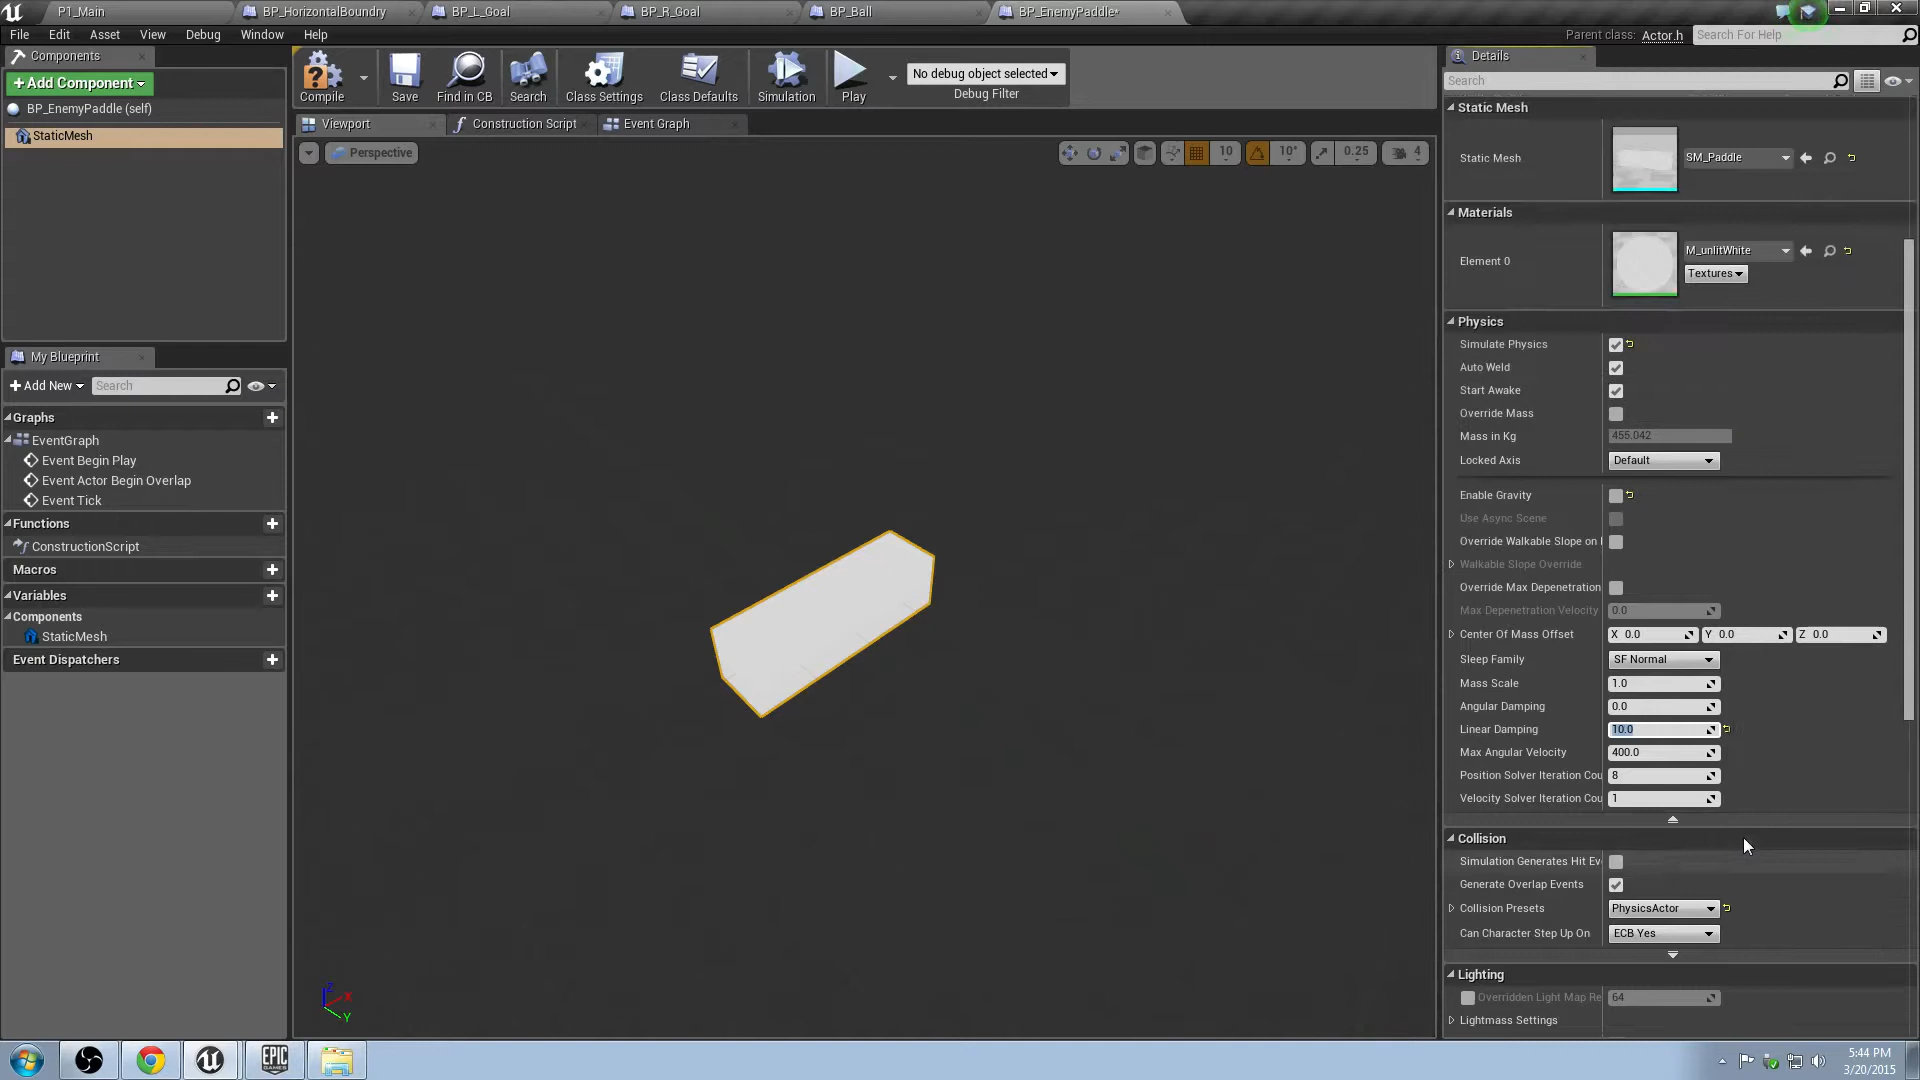 P1_Main
BP_HorizontalBoundry
BP_L_Goal
BP_R_Goal
BP_Ball
BP_EnemyPaddle*
File Edit Asset View Debug Window Help
Parent class: Actor.h
Search For Help
Components
+Add Component
BP_EnemyPaddle (self)
StaticMesh
Compile
Save
Find in CB
Search
Class Settings
Class Defaults
Simulation
Play
No debug object selected
Debug Filter
Viewport
Construction Script
Event Graph
Perspective
10
10°
0.25
4
My Blueprint
+Add New
Search
Graphs
EventGraph
Event Begin Play
Event Actor Begin Overlap
Event Tick
Functions
ConstructionScript
Macros
Variables
Components
StaticMesh
Event Dispatchers
Details
Search
Static Mesh
Static Mesh SM_Paddle
Materials
Element 0 M_unlitWhite
Textures
Physics
Simulate Physics
Auto Weld
Start Awake
Override Mass
Mass in Kg 455.042
Locked Axis Default
Enable Gravity
Use Async Scene
Override Walkable Slope on I
Walkable Slope Override
Override Max Depenetration
Max Depenetration Velocity 0.0
Center Of Mass Offset X 0.0 Y 0.0 Z 0.0
Sleep Family SF Normal
Mass Scale 1.0
Angular Damping 0.0
Linear Damping 10.0
Max Angular Velocity 400.0
Position Solver Iteration Cou 8
Velocity Solver Iteration Cou 1
Collision
Simulation Generates Hit Ev
Generate Overlap Events
Collision Presets PhysicsActor
Can Character Step Up On ECB Yes
Lighting
Overridden Light Map Re 64
Lightmass Settings
Z
X
Y
EPIC
GAMES
5:44 PM
3/20/2015